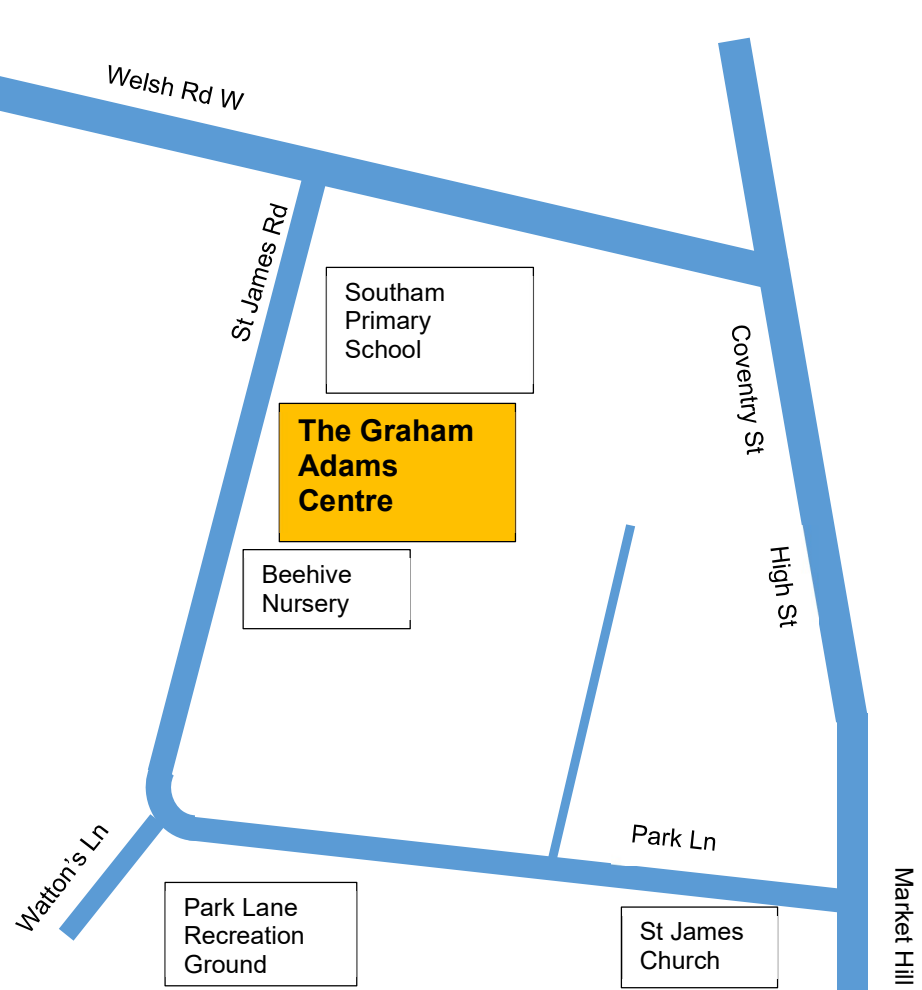 Welsh Rd W
St James Rd
Southam
Primary
School
Coventry St
The Graham
Adams
Centre
High St
Beehive
Nursery
Park Ln
Watton’s Ln
Market Hill
Park Lane
Recreation
Ground
St James
Church